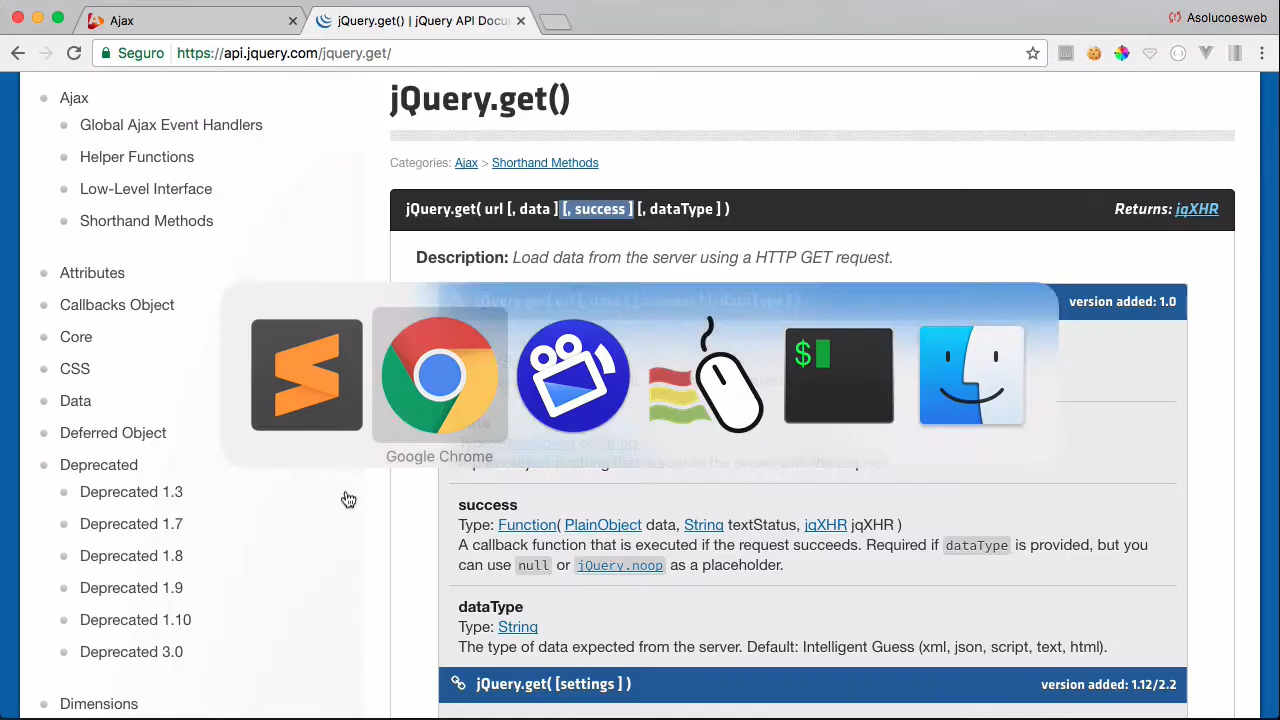 Ajax
jQuery.get() | jQuery API Docu
Asolucoesweb
Seguro
https://api.jquery.com/jquery.get/
Ajax
Global Ajax Event Handlers
Helper Functions
Low-Level Interface
Shorthand Methods
Attributes
Callbacks Object
Core
CSS
Data
Deferred Object
Deprecated
Deprecated 1.3
Deprecated 1.7
Deprecated 1.8
Deprecated 1.9
Deprecated 1.10
Deprecated 3.0
Dimensions
jQuery.get()
Categories: Ajax > Shorthand Methods
jQuery.get( url [, data ] [, success ] [, dataType ] )
Returns: jqXHR
Description: Load data from the server using a HTTP GET request.
jQuery.get( url [, data ] [, success ] [, dataType ] )
version added: 1.0
$
Google Chrome
success
Type: Function( PlainObject data, String textStatus, jqXHR jqXHR )
A callback function that is executed if the request succeeds. Required if dataType is provided, but you
can use null or jQuery.noop as a placeholder.
dataType
Type: String
The type of data expected from the server. Default: Intelligent Guess (xml, json, script, text, html).
jQuery.get( [settings ] )
version added: 1.12/2.2